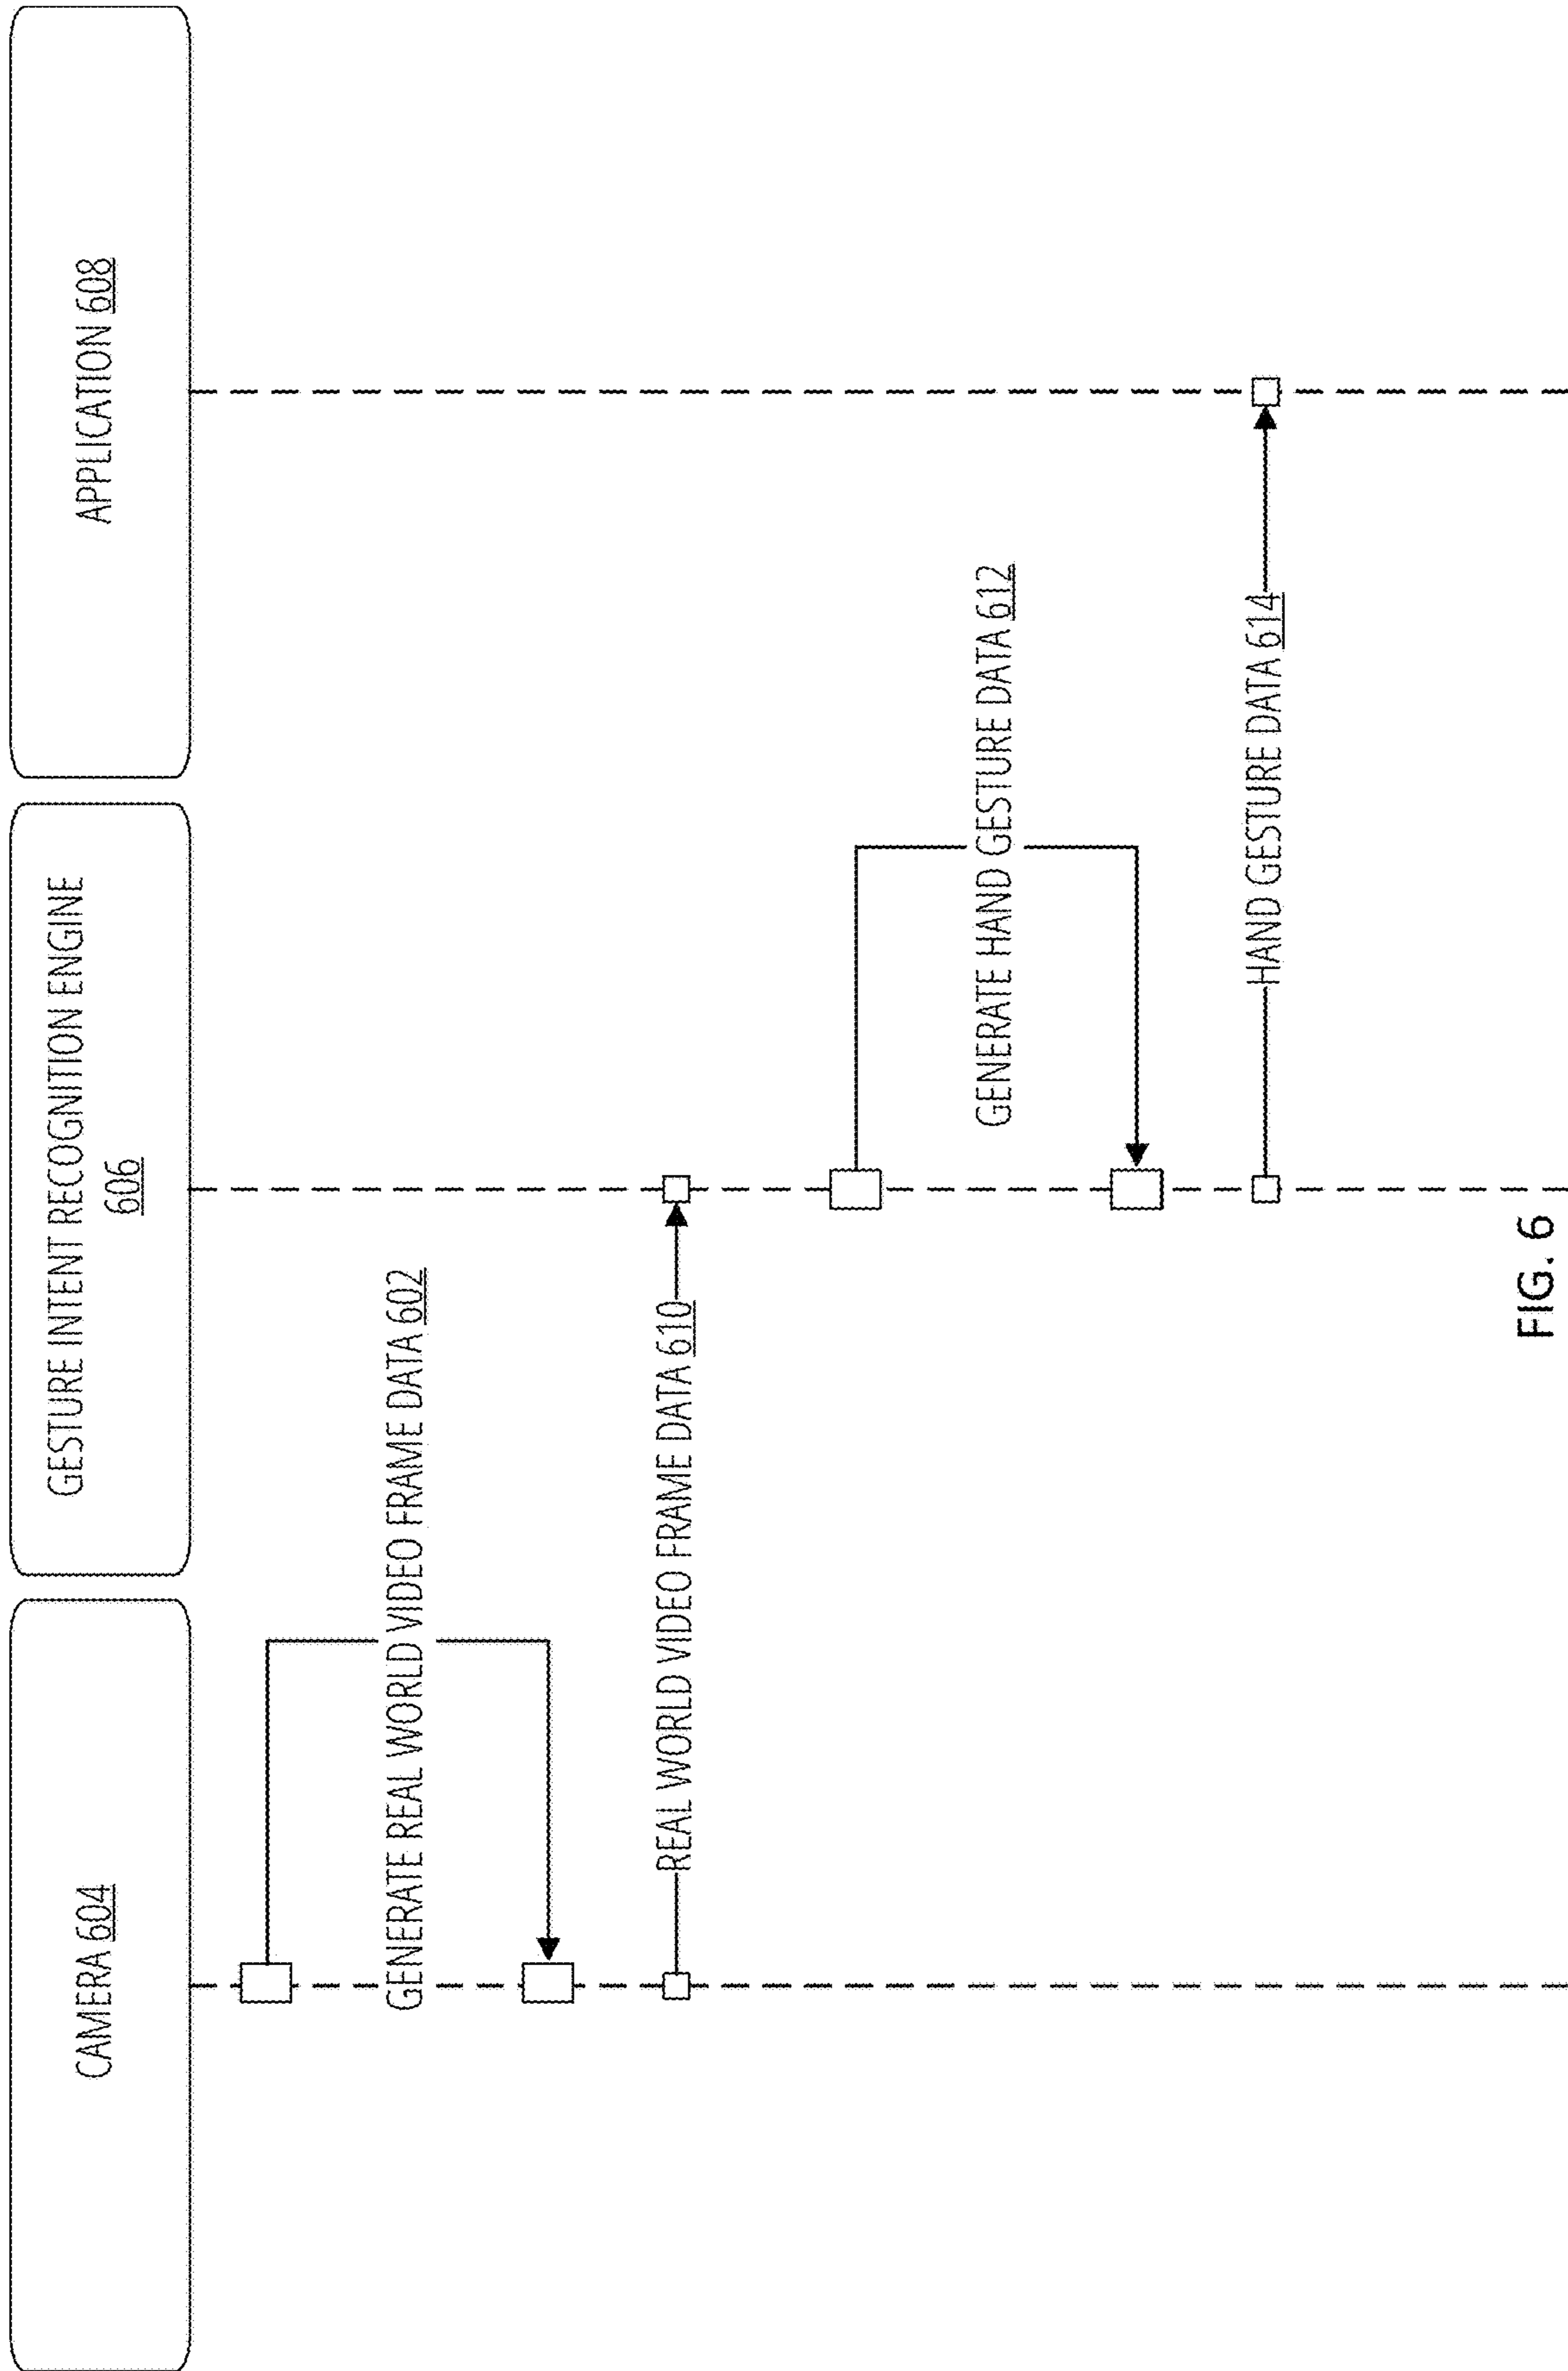 CAMERA 604
GESTURE INTENT RECOGNITION ENGINE
606
APPLICATION 608
GENERATE REAL WORLD VIDEO FRAME DATA 602
REAL WORLD VIDEO FRAME DATA 610
GENERATE HAND GESTURE DATA 612
HAND GESTURE DATA 614
FIG. 6